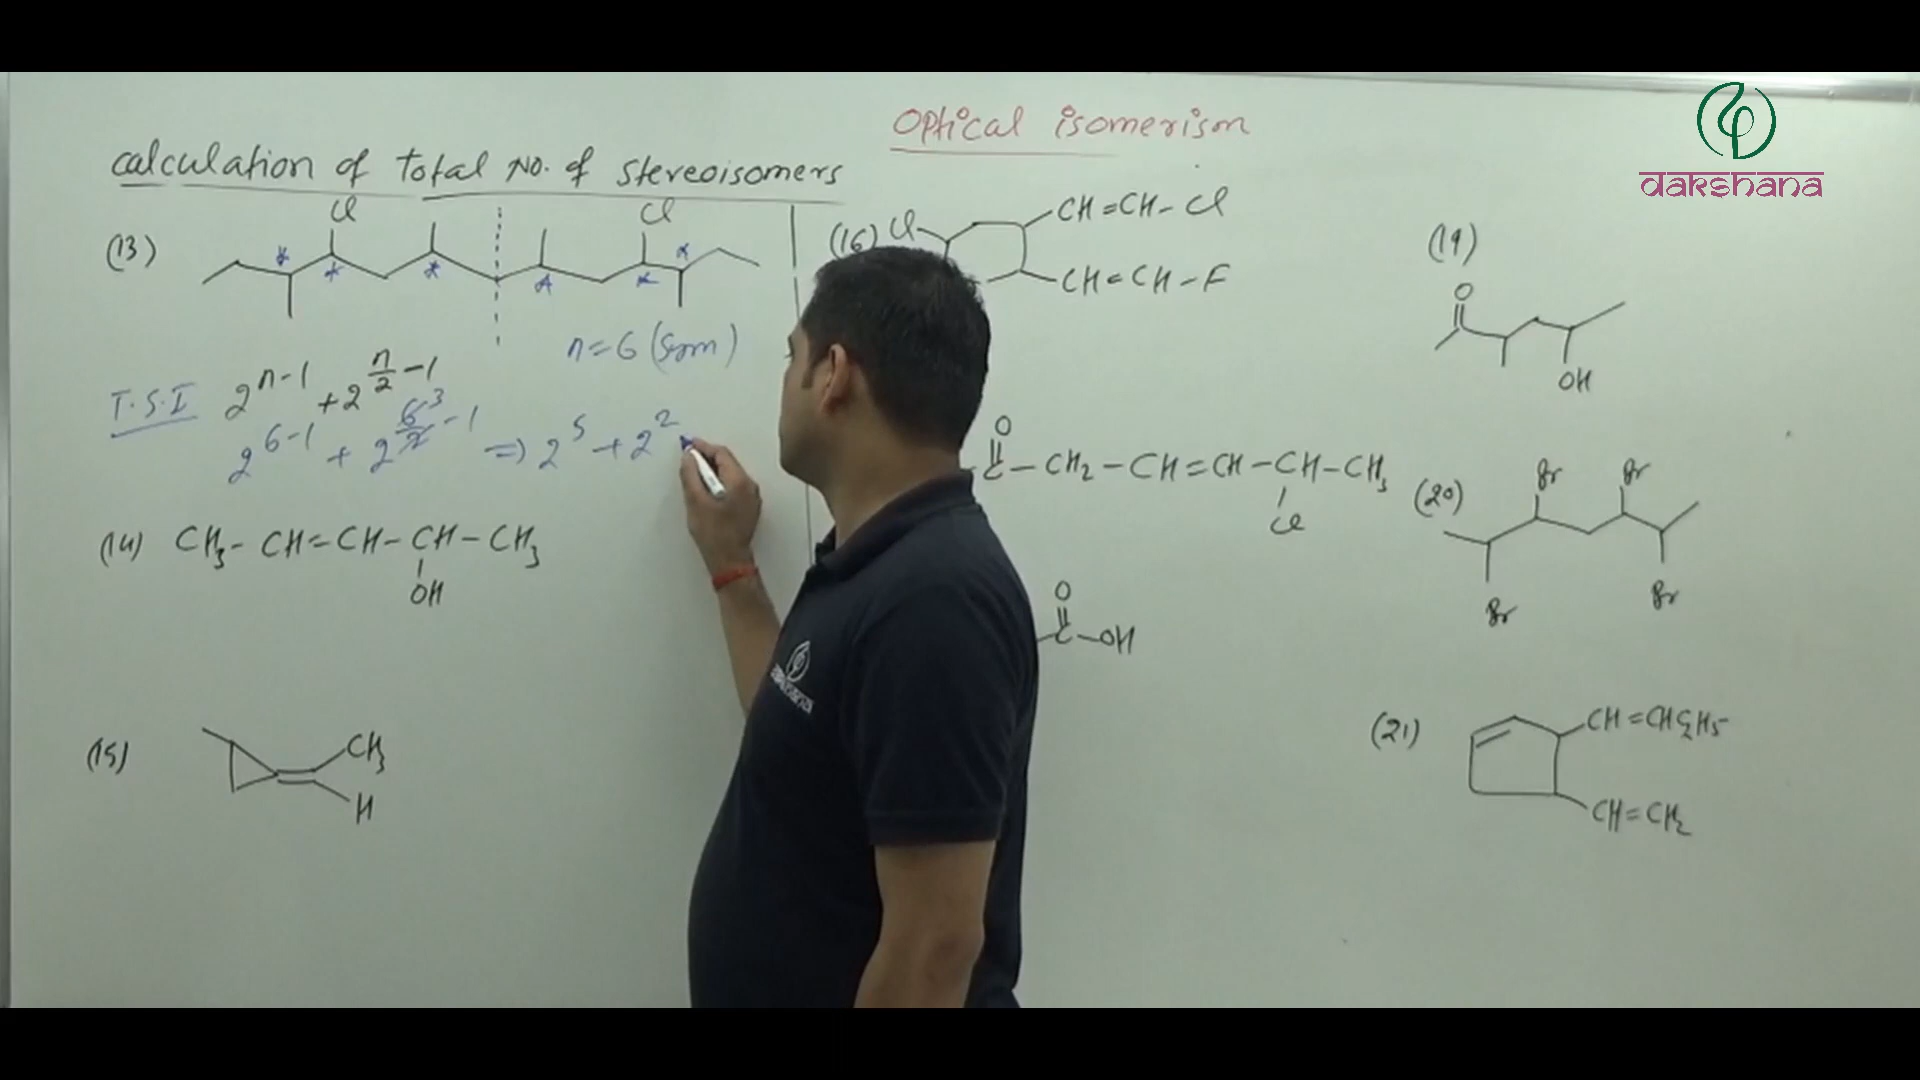 Optical isomerism
calculation of total No. of stereoisomers
dakshana
(13)
Cl
Cl
* * * * * *
n=6 (Sym)
T.S.I 2^{n-1} + 2^{n/2-1}
2^{6-1} + 2^{6/2-1} ⇒ 2^5 + 2^2
3
(14) CH3-CH=CH-CH-CH3
OH
(15)
CH3
H
(16) Cl
CH=CH-Cl
CH=CH-F
O
C-CH2-CH=CH-CH-CH3
Cl
O
C-OH
(19)
O
OH
(20)
Br
Br
Br
Br
(21)
CH=CHC2H5
CH=CH2